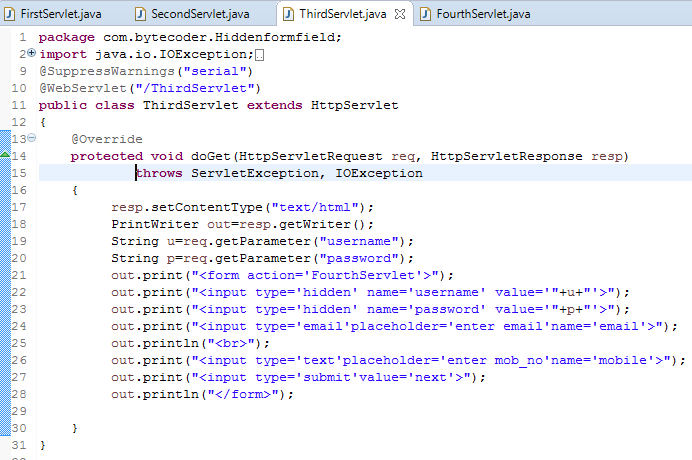 FirstServlet.java SecondServlet.java ThirdServlet.java FourthServlet.java
1 package com.bytecoder.Hiddenformfield;
2 import java.io.IOException;
9 @SuppressWarnings("serial")
10 @WebServlet("/ThirdServlet")
11 public class ThirdServlet extends HttpServlet
12 {
13 @Override
14 protected void doGet(HttpServletRequest req, HttpServletResponse resp)
15 throws ServletException, IOException
16 {
17 resp.setContentType("text/html");
18 PrintWriter out=resp.getWriter();
19 String u=req.getParameter("username");
20 String p=req.getParameter("password");
21 out.print("<form action='FourthServlet'>");
22 out.print("<input type='hidden' name='username' value='"+u+"'>");
23 out.print("<input type='hidden' name='password' value='"+p+"'>");
24 out.print("<input type='email'placeholder='enter email'name='email'>");
25 out.println("<br>");
26 out.print("<input type='text'placeholder='enter mob_no'name='mobile'>");
27 out.print("<input type='submit'value='next'>");
28 out.println("</form>");
29
30 }
31 }